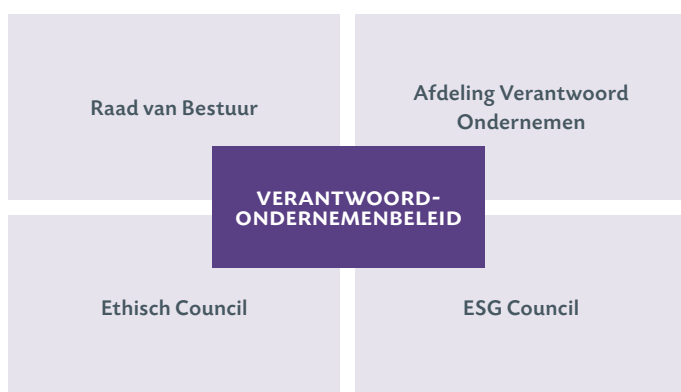 Raad van Bestuur
Afdeling Verantwoord
Ondernemen
VERANTWOORD-
ONDERNEMENBELEID
Ethisch Council
ESG Council